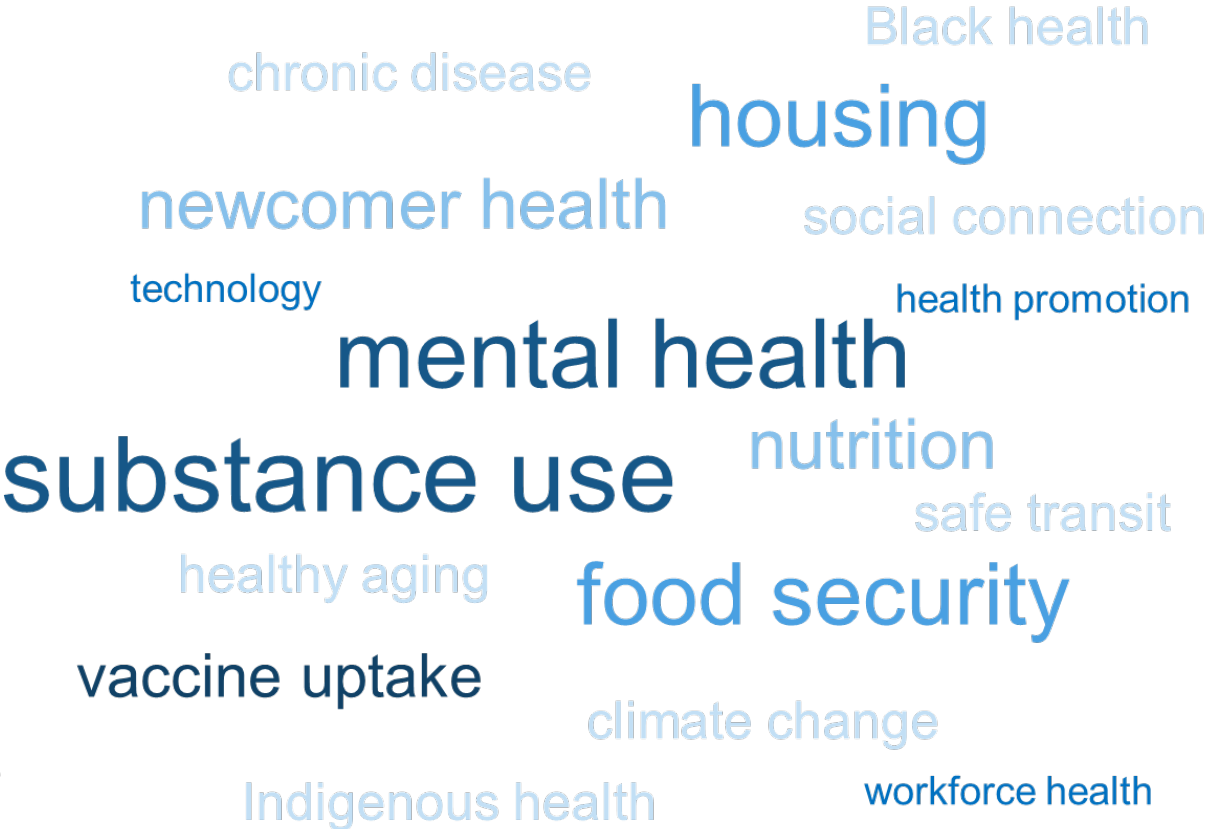 Black health
chronic disease
housing
newcomer health
social connection
technology
health promotion
mental health
nutrition
substance use
safe transit
healthy aging
food security
vaccine uptake
climate change
workforce health
Indigenous health